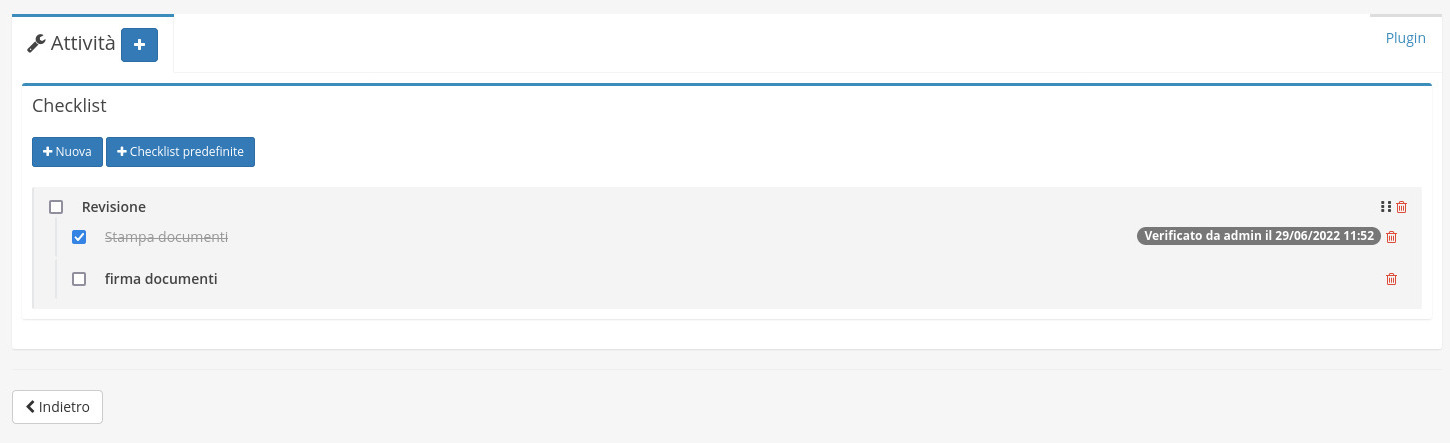 Attività
Plugin
Checklist
Nuova
Checklist predefinite
Revisione
Stampa documenti
Verificato da admin il 29/06/2022 11:52
firma documenti
Indietro